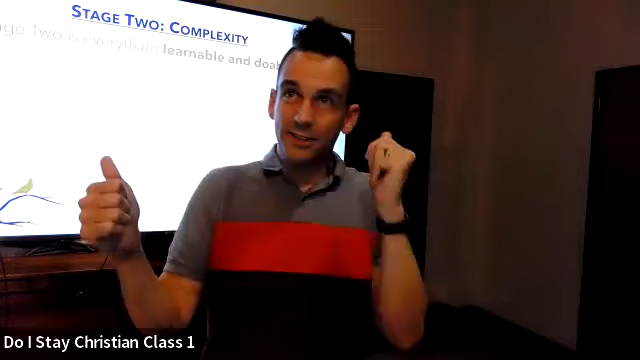 STAGE TWO: COMPLEXITY
ge Two is everything learnable and doab
Do I Stay Christian Class 1